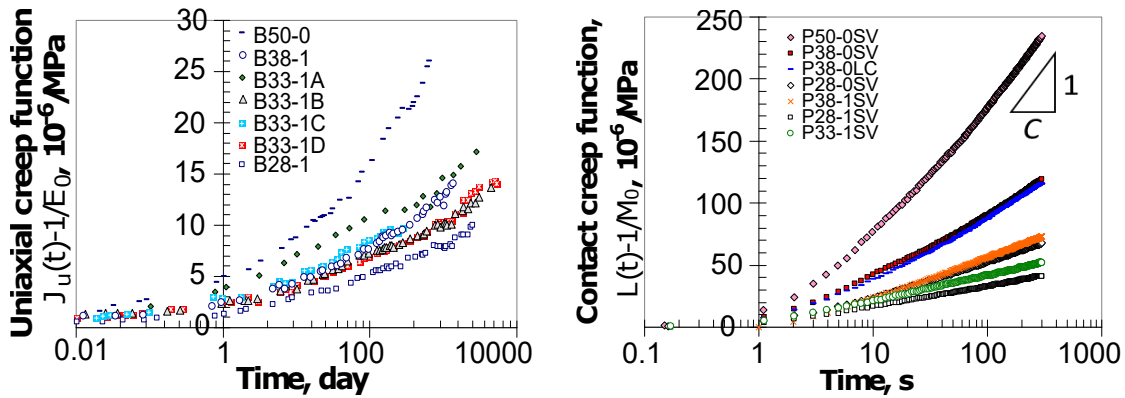 Uniaxial creep function
J_u(t)-1/E_0, 10^-6/MPa
30
25
20
15
10
5
0
B50-0
B38-1
B33-1A
B33-1B
B33-1C
B33-1D
B28-1
0.01
1
100
10000
Time, day
Contact creep function,
L(t)-1/M_0, 10^-6/MPa
250
200
150
100
50
0
P50-0SV
P38-0SV
P38-0LC
P28-0SV
P38-1SV
P28-1SV
P33-1SV
1
C
0.1
1
10
100
1000
Time, s